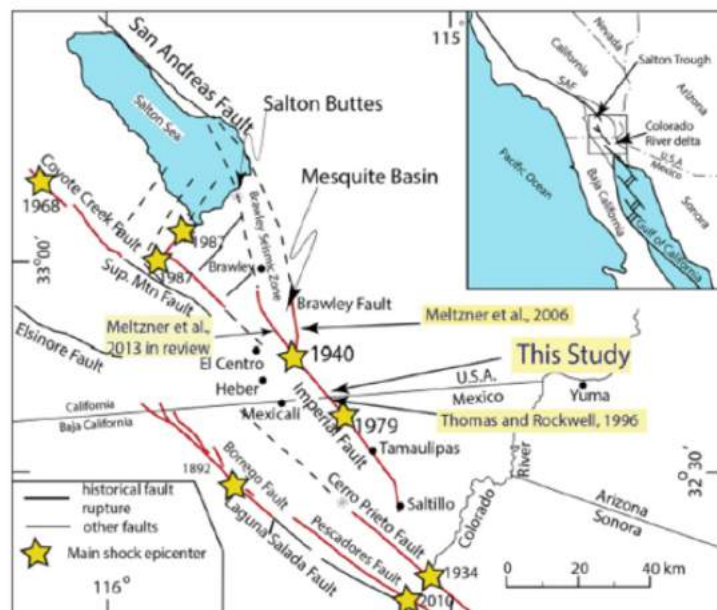 San Andreas Fault
Salton Sea
Salton Buttes
Mesquite Basin
115
Nevada
California
Salton Trough
SAF
Arizona
Colorado
River delta
U.S.A.
Mexico
Pacific Ocean
Baja California
Sonora
Gulf of California
1968
Coyote Creek Fault
1987
1987
33°00'
Sup. Mtn Fault
Brawley
Brawley Seismic Zone
Brawley Fault
Elsinore Fault
Meltzner et al.,
2013 in review
Meltzner et al., 2006
El Centro
1940
This Study
Heber
U.S.A.
Mexico
Yuma
California
Baja California
Mexicali
Imperial Fault
1979
Thomas and Rockwell, 1996
Tamaulipas
1892
Borrego Fault
Laguna Salada Fault
Cerro Prieto Fault
Pescadores Fault
Saltillo
Colorado
River
32°30'
Arizona
Sonora
historical fault
rupture
other faults
Main shock epicenter
116°
1934
2010
0 20 40 km